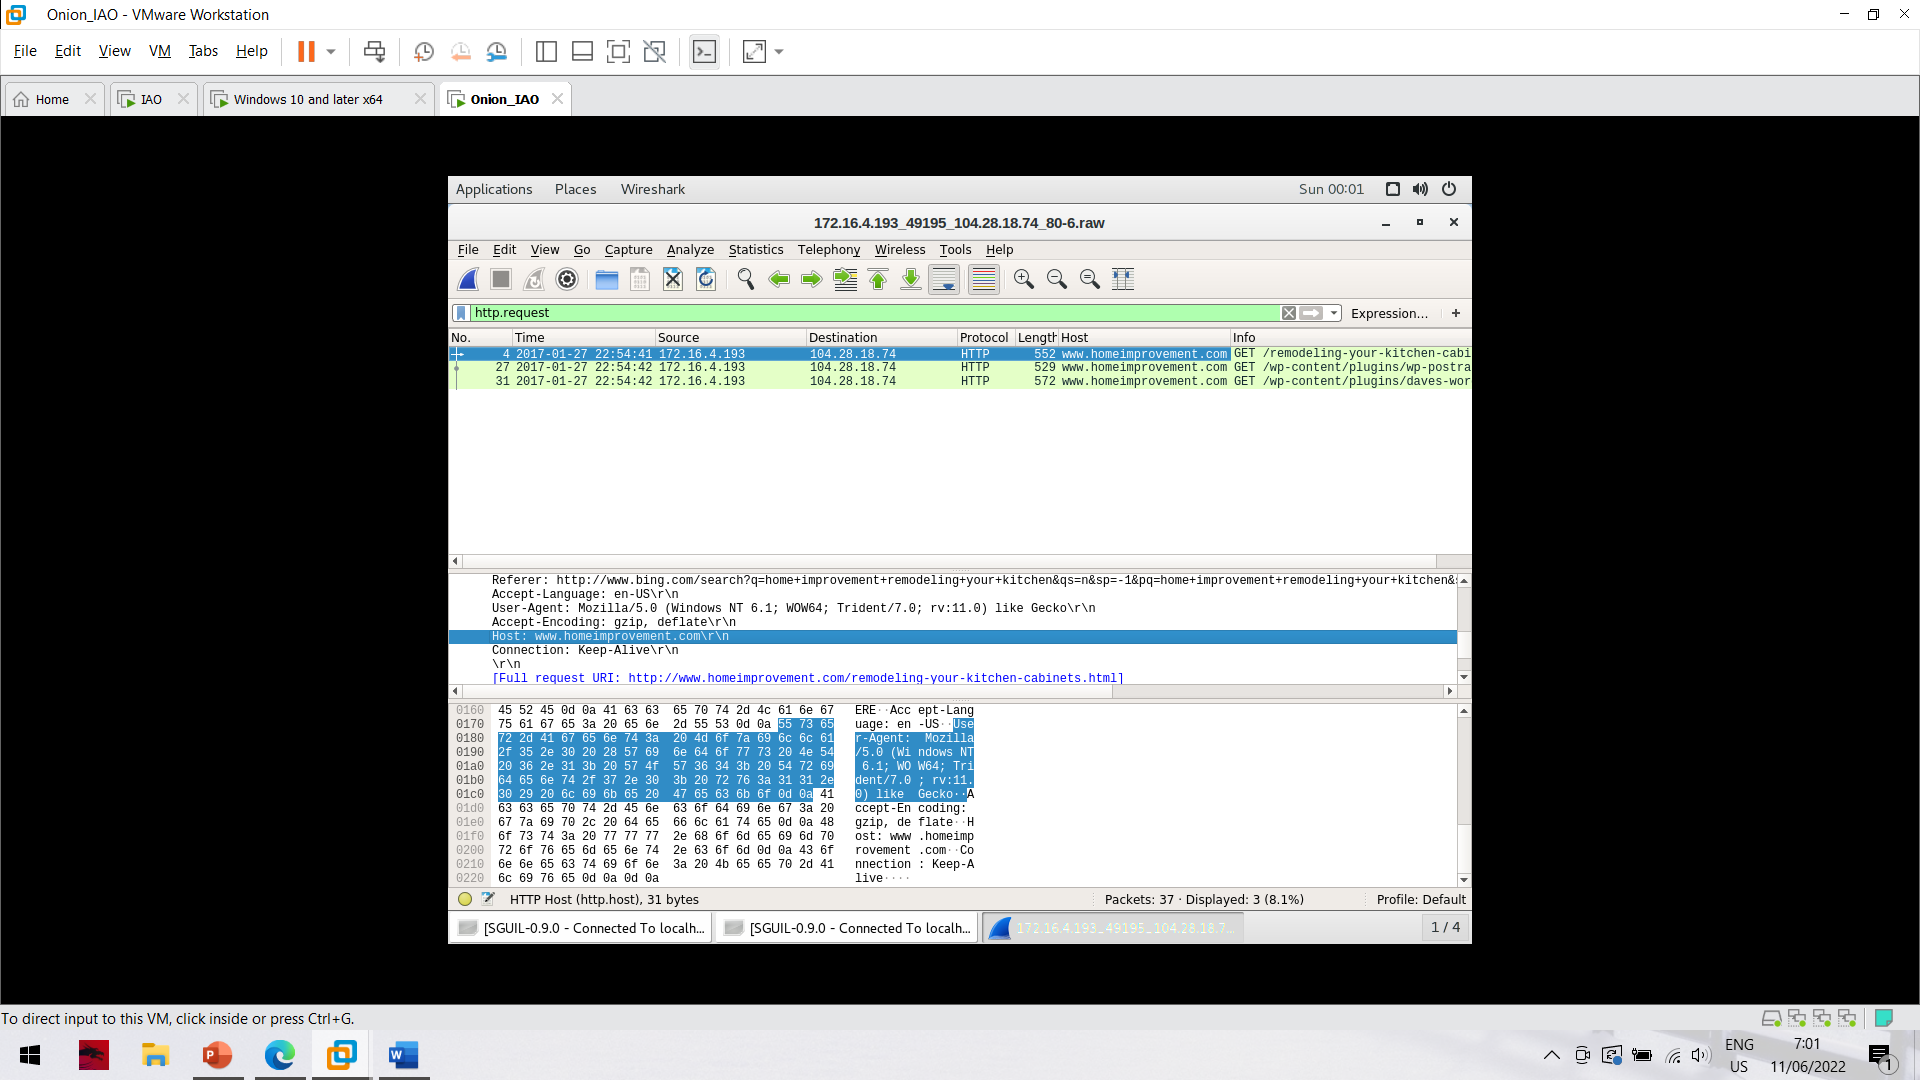 Onion_IAO - VMware Workstation
File Edit View VM Tabs Help
Home IAO Windows 10 and later x64 Onion_IAO
Applications Places Wireshark Sun 00:01
172.16.4.193_49195_104.28.18.74_80-6.raw
File Edit View Go Capture Analyze Statistics Telephony Wireless Tools Help
http.request Expression... +
No. Time Source Destination Protocol Length Host Info
4 2017-01-27 22:54:41 172.16.4.193 104.28.18.74 HTTP 552 www.homeimprovement.com GET /remodeling-your-kitchen-cabi
27 2017-01-27 22:54:42 172.16.4.193 104.28.18.74 HTTP 529 www.homeimprovement.com GET /wp-content/plugins/wp-postra
31 2017-01-27 22:54:42 172.16.4.193 104.28.18.74 HTTP 572 www.homeimprovement.com GET /wp-content/plugins/daves-wor
Referer: http://www.bing.com/search?q=home+improvement+remodeling+your+kitchen&qs=n&sp=-1&pq=home+improvement+remodeling+your+kitchen&s
Accept-Language: en-US\r\n
User-Agent: Mozilla/5.0 (Windows NT 6.1; WOW64; Trident/7.0; rv:11.0) like Gecko\r\n
Accept-Encoding: gzip, deflate\r\n
Host: www.homeimprovement.com\r\n
Connection: Keep-Alive\r\n
\r\n
[Full request URI: http://www.homeimprovement.com/remodeling-your-kitchen-cabinets.html]
0160 45 52 45 0d 0a 41 63 63 65 70 74 2d 4c 61 6e 67 ERE··Acc ept-Lang
0170 75 61 67 65 3a 20 65 6e 2d 55 53 0d 0a 55 73 65 uage: en -US··Use
0180 72 2d 41 67 65 6e 74 3a 20 4d 6f 7a 69 6c 6c 61 r-Agent: Mozilla
0190 2f 35 2e 30 20 28 57 69 6e 64 6f 77 73 20 4e 54 /5.0 (Wi ndows NT
01a0 20 36 2e 31 3b 20 57 4f 57 36 34 3b 20 54 72 69 6.1; WO W64; Tri
01b0 64 65 6e 74 2f 37 2e 30 3b 20 72 76 3a 31 31 2e dent/7.0 ; rv:11.
01c0 30 29 20 6c 69 6b 65 20 47 65 63 6b 6f 0d 0a 41 0) like Gecko··A
01d0 63 63 65 70 74 2d 45 6e 63 6f 64 69 6e 67 3a 20 ccept-En coding:
01e0 67 7a 69 70 2c 20 64 65 66 6c 61 74 65 0d 0a 48 gzip, de flate··H
01f0 6f 73 74 3a 20 77 77 77 2e 68 6f 6d 65 69 6d 70 ost: www .homeimp
0200 72 6f 76 65 6d 65 6e 74 2e 63 6f 6d 0d 0a 43 6f rovement .com··Co
0210 6e 6e 65 63 74 69 6f 6e 3a 20 4b 65 65 70 2d 41 nnection : Keep-A
0220 6c 69 76 65 0d 0a 0d 0a live····
HTTP Host (http.host), 31 bytes Packets: 37 · Displayed: 3 (8.1%) Profile: Default
[SGUIL-0.9.0 - Connected To localh... [SGUIL-0.9.0 - Connected To localh... 172.16.4.193_49195_104.28.18.7... 1 / 4
To direct input to this VM, click inside or press Ctrl+G.
ENG 7:01
US 11/06/2022 1